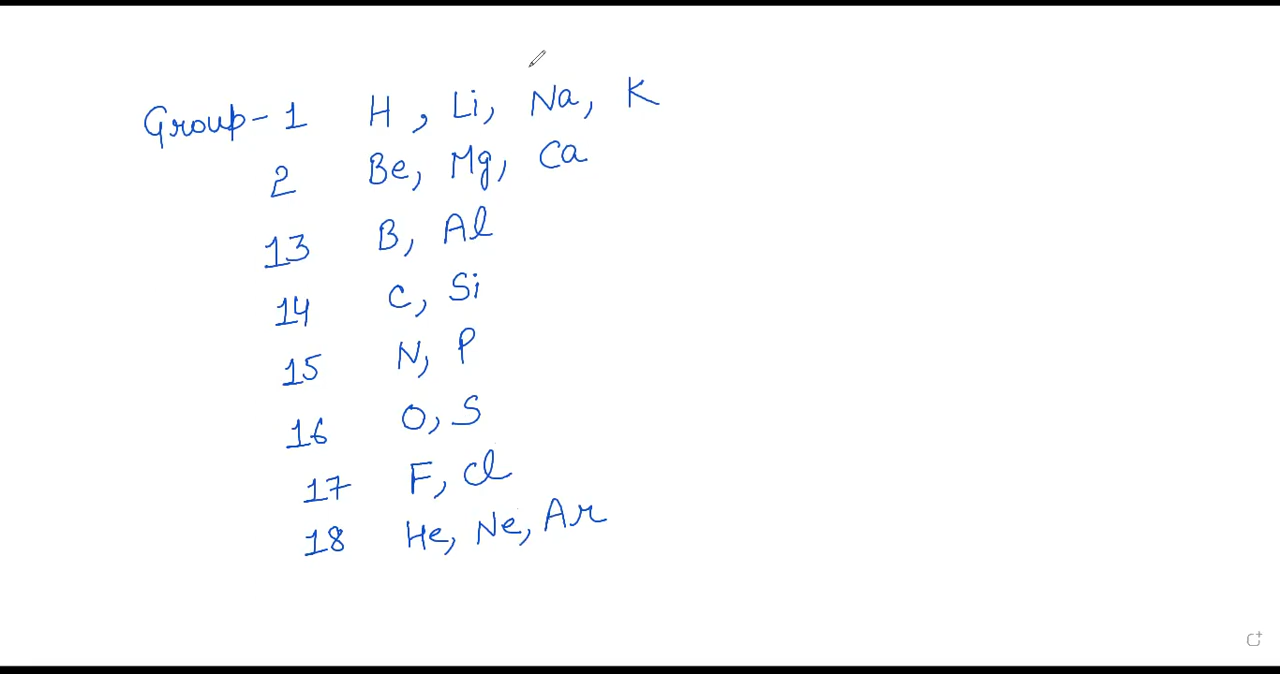 Group- 1 H, Li, Na, K
2 Be, Mg, Ca
13 B, Al
14 C, Si
15 N, P
16 O, S
17 F, Cl
18 He, Ne, Ar